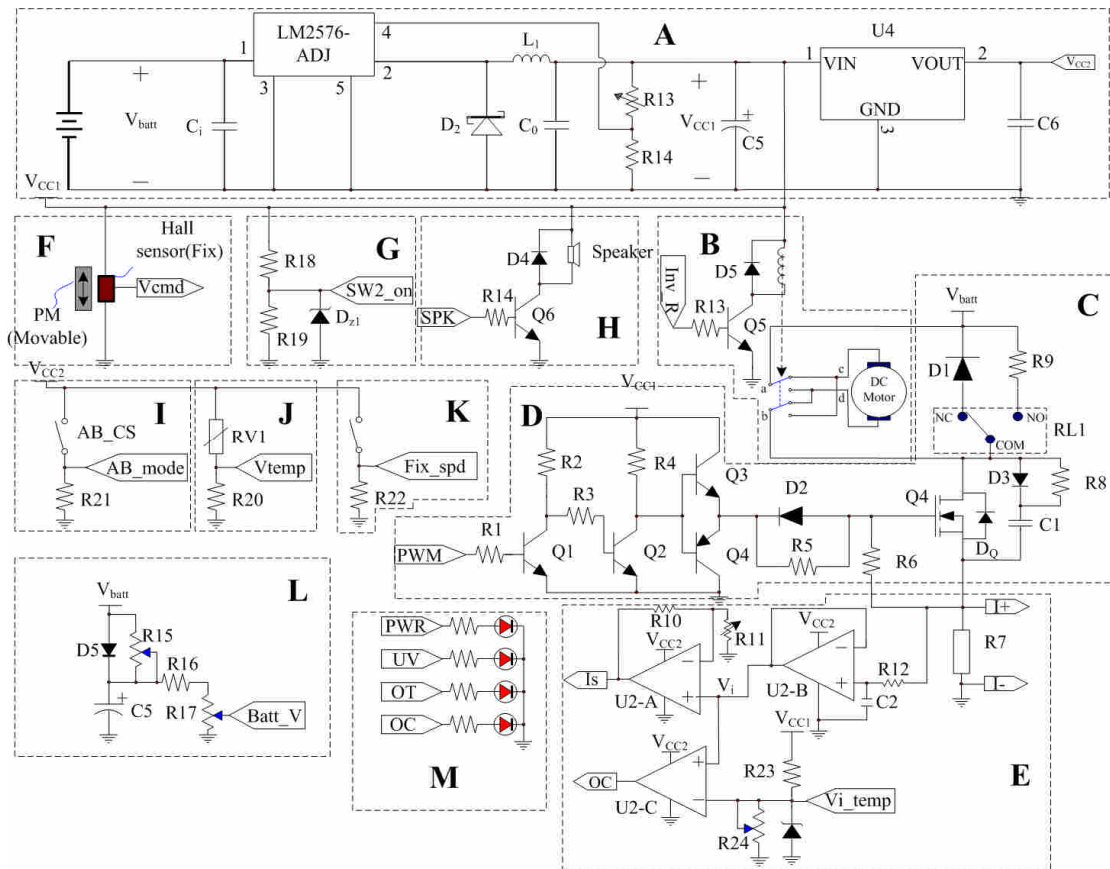 LM2576-
ADJ
1
4
2
3
5
L1
A
U4
1
VIN
VOUT
2
VCC2
GND
3
+
Vbatt
−
Ci
D2
C0
R13
R14
+
VCC1
−
+
C5
C6
VCC1
F
Hall
sensor(Fix)
Vcmd
PM
(Movable)
G
R18
R19
SW2_on
Dz1
H
D4
Speaker
SPK
R14
Q6
B
Inv_R
D5
R13
Q5
a
b
c
d
DC
Motor
C
Vbatt
D1
R9
NC
NO
COM
RL1
D3
R8
C1
Q4
DQ
VCC2
I
AB_CS
AB_mode
R21
J
RV1
Vtemp
R20
K
Fix_spd
R22
D
VCC1
R2
R4
R3
Q3
PWM
R1
Q1
Q2
Q4
D2
R5
R6
L
Vbatt
D5
R15
R16
+
C5
R17
Batt_V
PWR
UV
OT
OC
M
R10
R11
VCC2
−
+
Is
U2-A
Vi
VCC2
−
+
U2-B
R12
C2
I+
R7
I-
VCC1
VCC2
+
−
OC
U2-C
R23
Vi_temp
R24
E